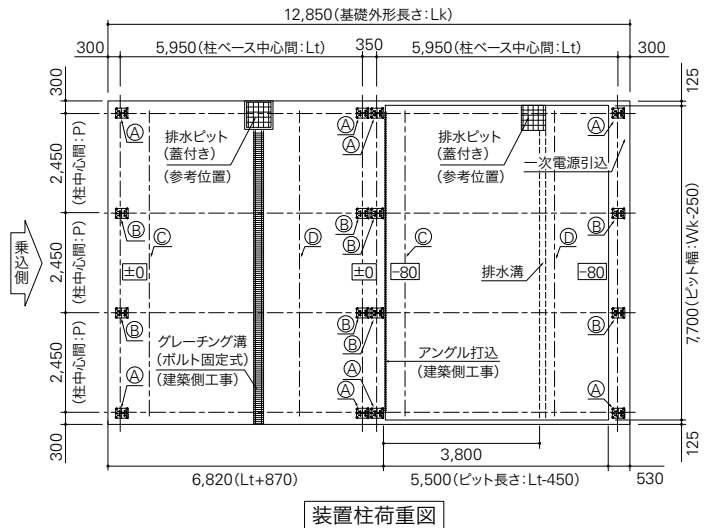 12,850(基礎外形長さ:Lk)
300
5,950(柱ベース中心間:Lt)
350
5,950(柱ベース中心間:Lt)
300
300
125
Ⓐ
排水ピット
(蓋付き)
(参考位置)
Ⓐ
Ⓐ
排水ピット
(蓋付き)
(参考位置)
Ⓐ
一次電源引込
2,450
(柱中心間:P)
Ⓑ
Ⓒ
Ⓓ
Ⓑ
Ⓑ
Ⓒ
Ⓓ
Ⓑ
乗込側
2,450
(柱中心間:P)
±0
±0
-80
排水溝
-80
7,700(ピット幅:Wk-250)
Ⓑ
グレーチング溝
(ボルト固定式)
(建築側工事)
Ⓑ
Ⓑ
アングル打込
(建築側工事)
Ⓑ
2,450
(柱中心間:P)
Ⓐ
Ⓐ
Ⓐ
Ⓐ
300
3,800
125
6,820(Lt+870)
5,500(ピット長さ:Lt-450)
530
装置柱荷重図